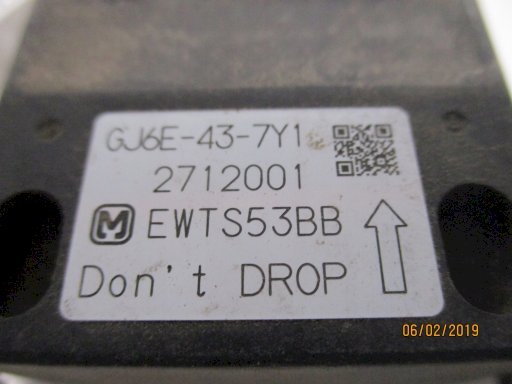 GJ6E-43-7Y1
2712001
M EWTS53BB
Don't DROP
06/02/2019